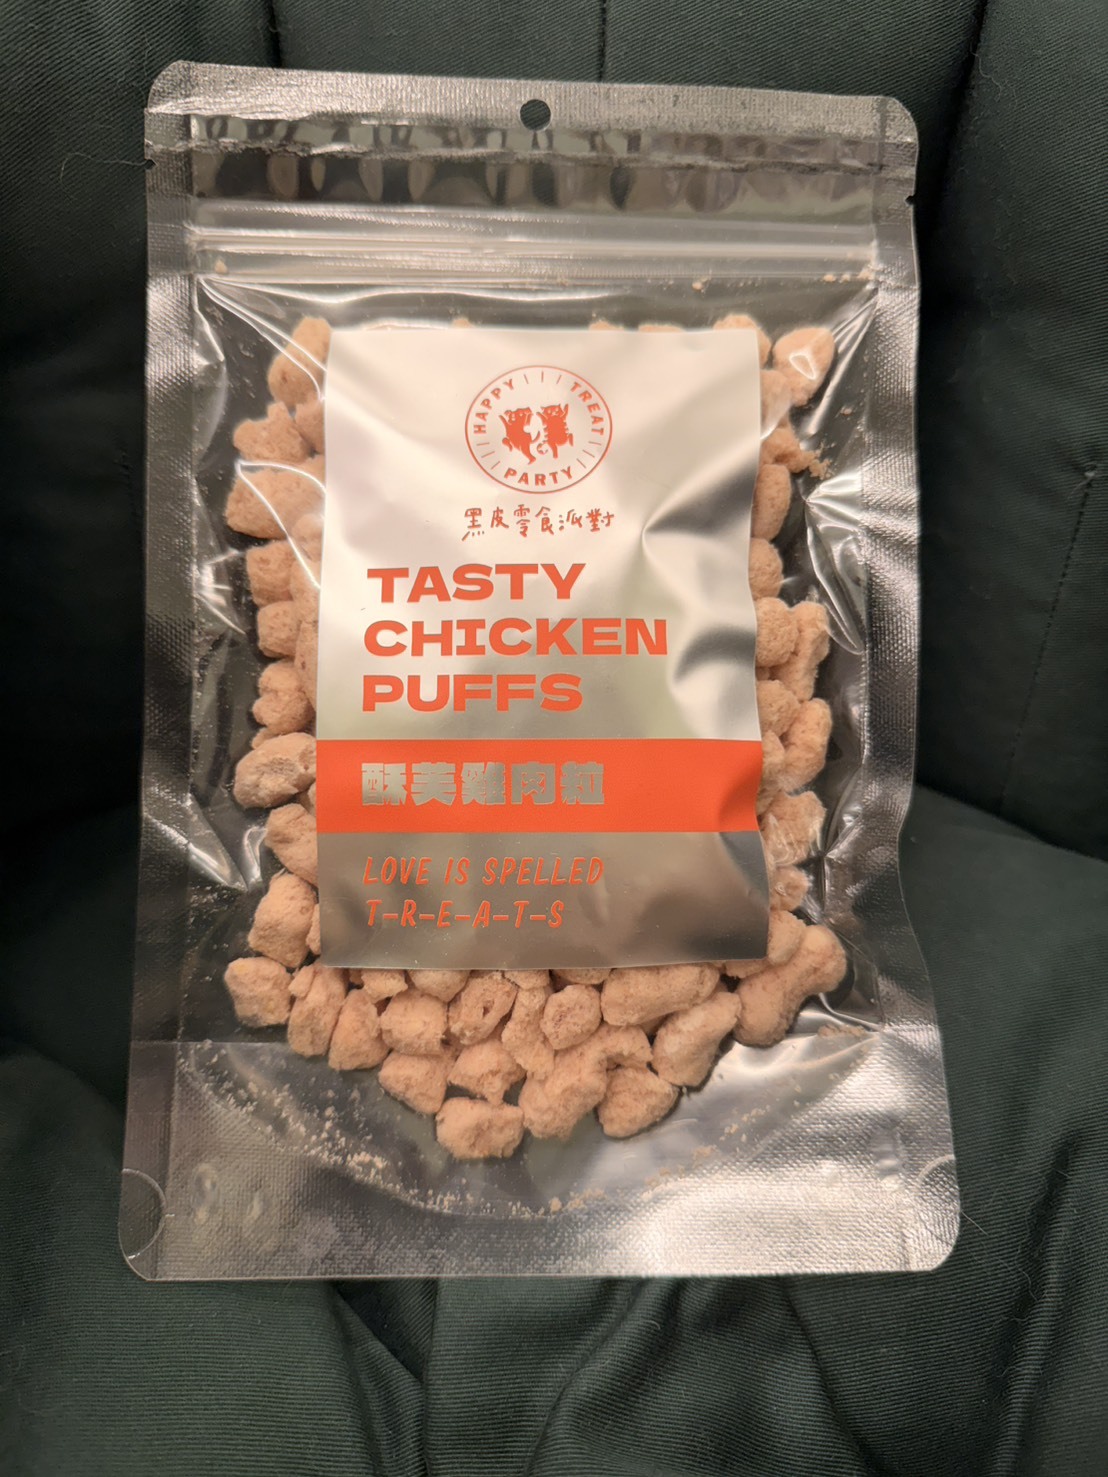 HAPPY TREAT PARTY
黑皮零食派對
TASTY
CHICKEN
PUFFS
酥芙雞肉粒
LOVE IS SPELLED
T-R-E-A-T-S